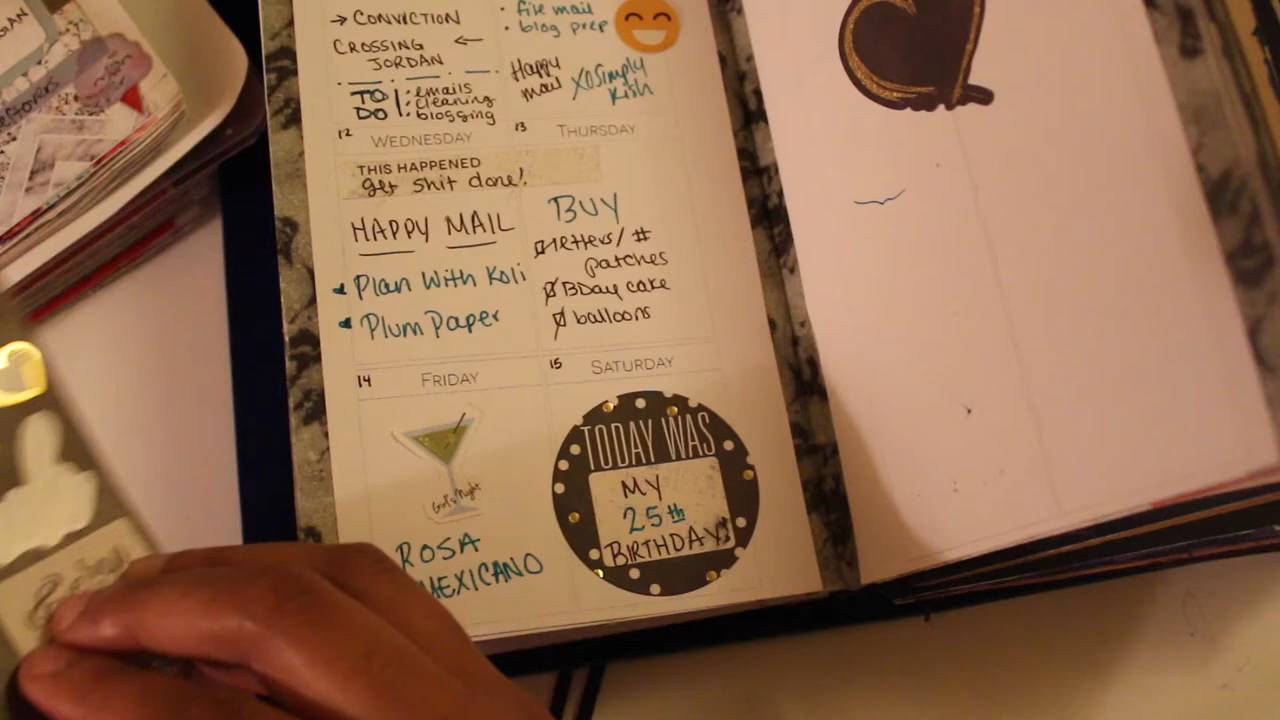 → CONVICTION
CROSSING ←
JORDAN
TO DO
: emails
: cleaning
: blogging
• file mail
• blog prep
Happy mail
XOSimply Kish
12 WEDNESDAY
THIS HAPPENED
get shit done!
HAPPY MAIL
Plan With Koli
Plum Paper
13 THURSDAY
BUY
letters/#
patches
BDay cake
balloons
14 FRIDAY
Girl's Night
ROSA
MEXICANO
15 SATURDAY
TODAY WAS
MY
25th
BIRTHDAY!